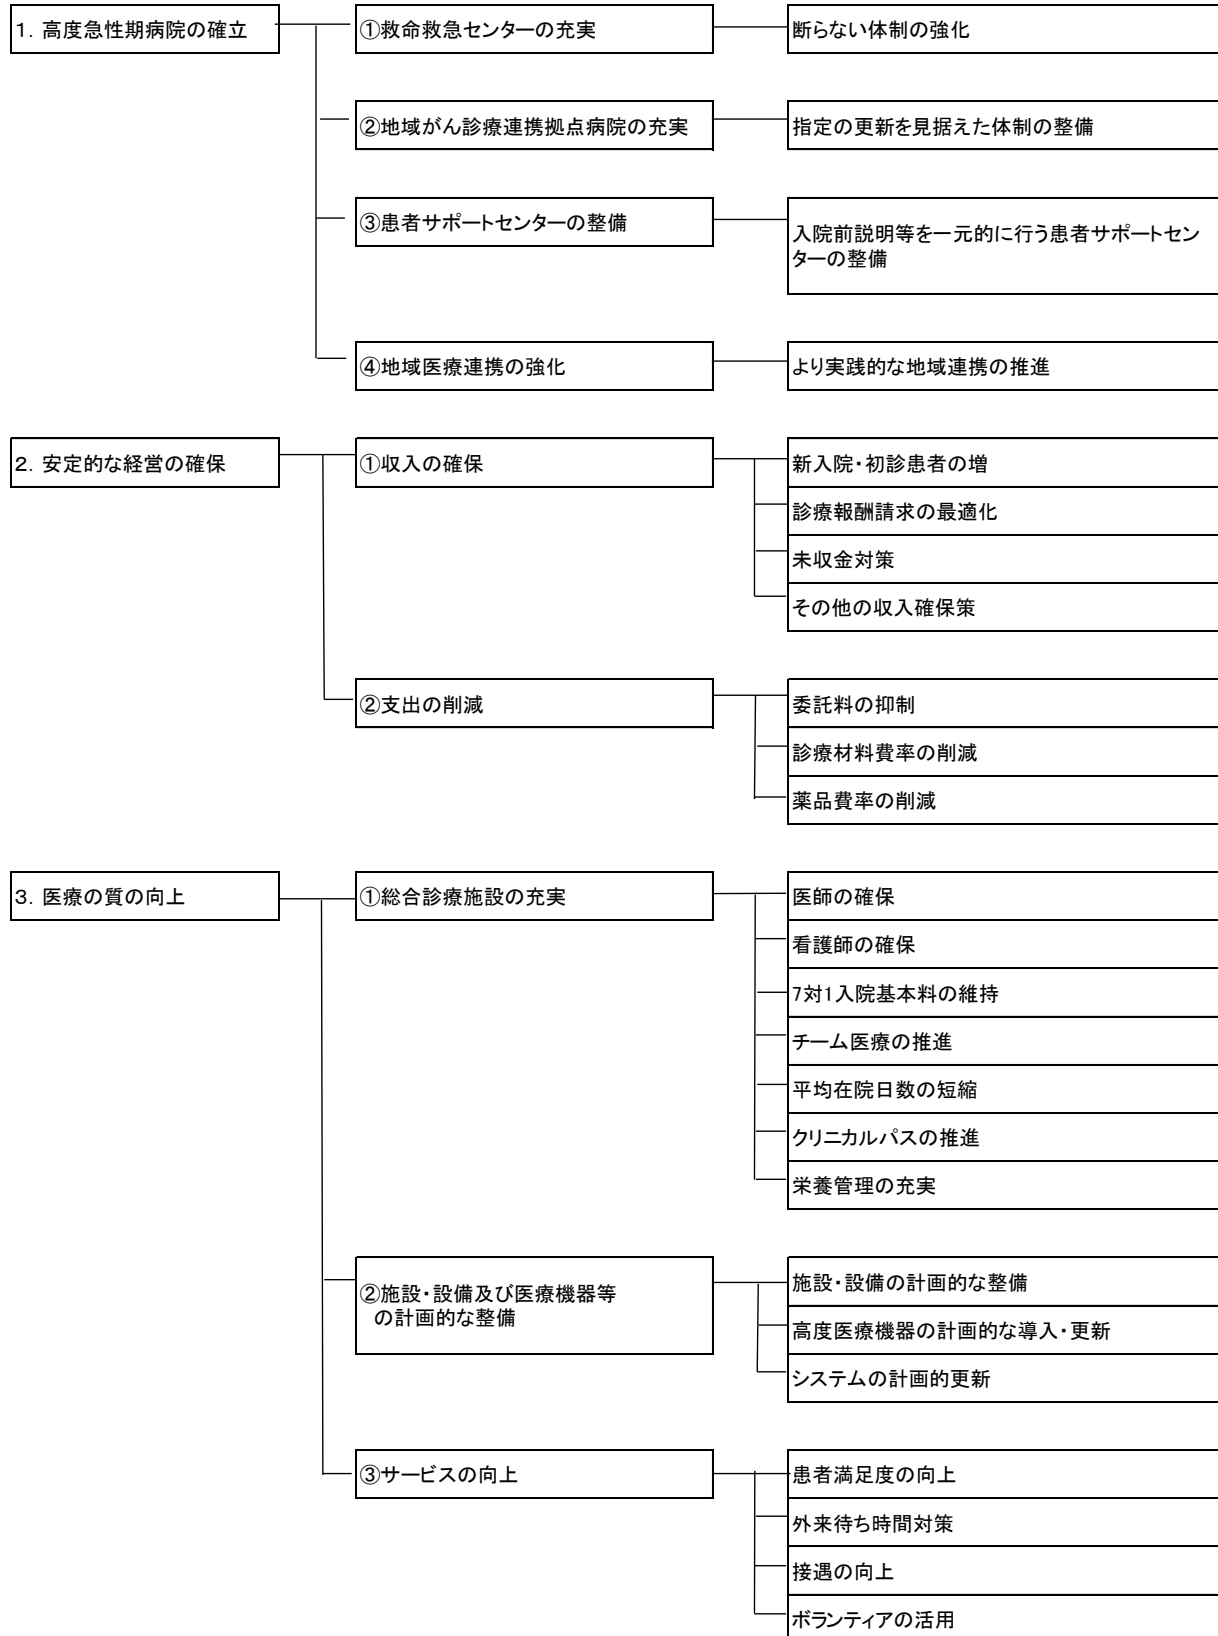 1．高度急性期病院の確立
①救命救急センターの充実
断らない体制の強化
②地域がん診療連携拠点病院の充実
指定の更新を見据えた体制の整備
③患者サポートセンターの整備
入院前説明等を一元的に行う患者サポートセン
ターの整備
④地域医療連携の強化
より実践的な地域連携の推進
2．安定的な経営の確保
①収入の確保
新入院・初診患者の増
診療報酬請求の最適化
未収金対策
その他の収入確保策
②支出の削減
委託料の抑制
診療材料費率の削減
薬品費率の削減
3．医療の質の向上
①総合診療施設の充実
医師の確保
看護師の確保
7対1入院基本料の維持
チーム医療の推進
平均在院日数の短縮
クリニカルパスの推進
栄養管理の充実
②施設・設備及び医療機器等
の計画的な整備
施設・設備の計画的な整備
高度医療機器の計画的な導入・更新
システムの計画的更新
③サービスの向上
患者満足度の向上
外来待ち時間対策
接遇の向上
ボランティアの活用